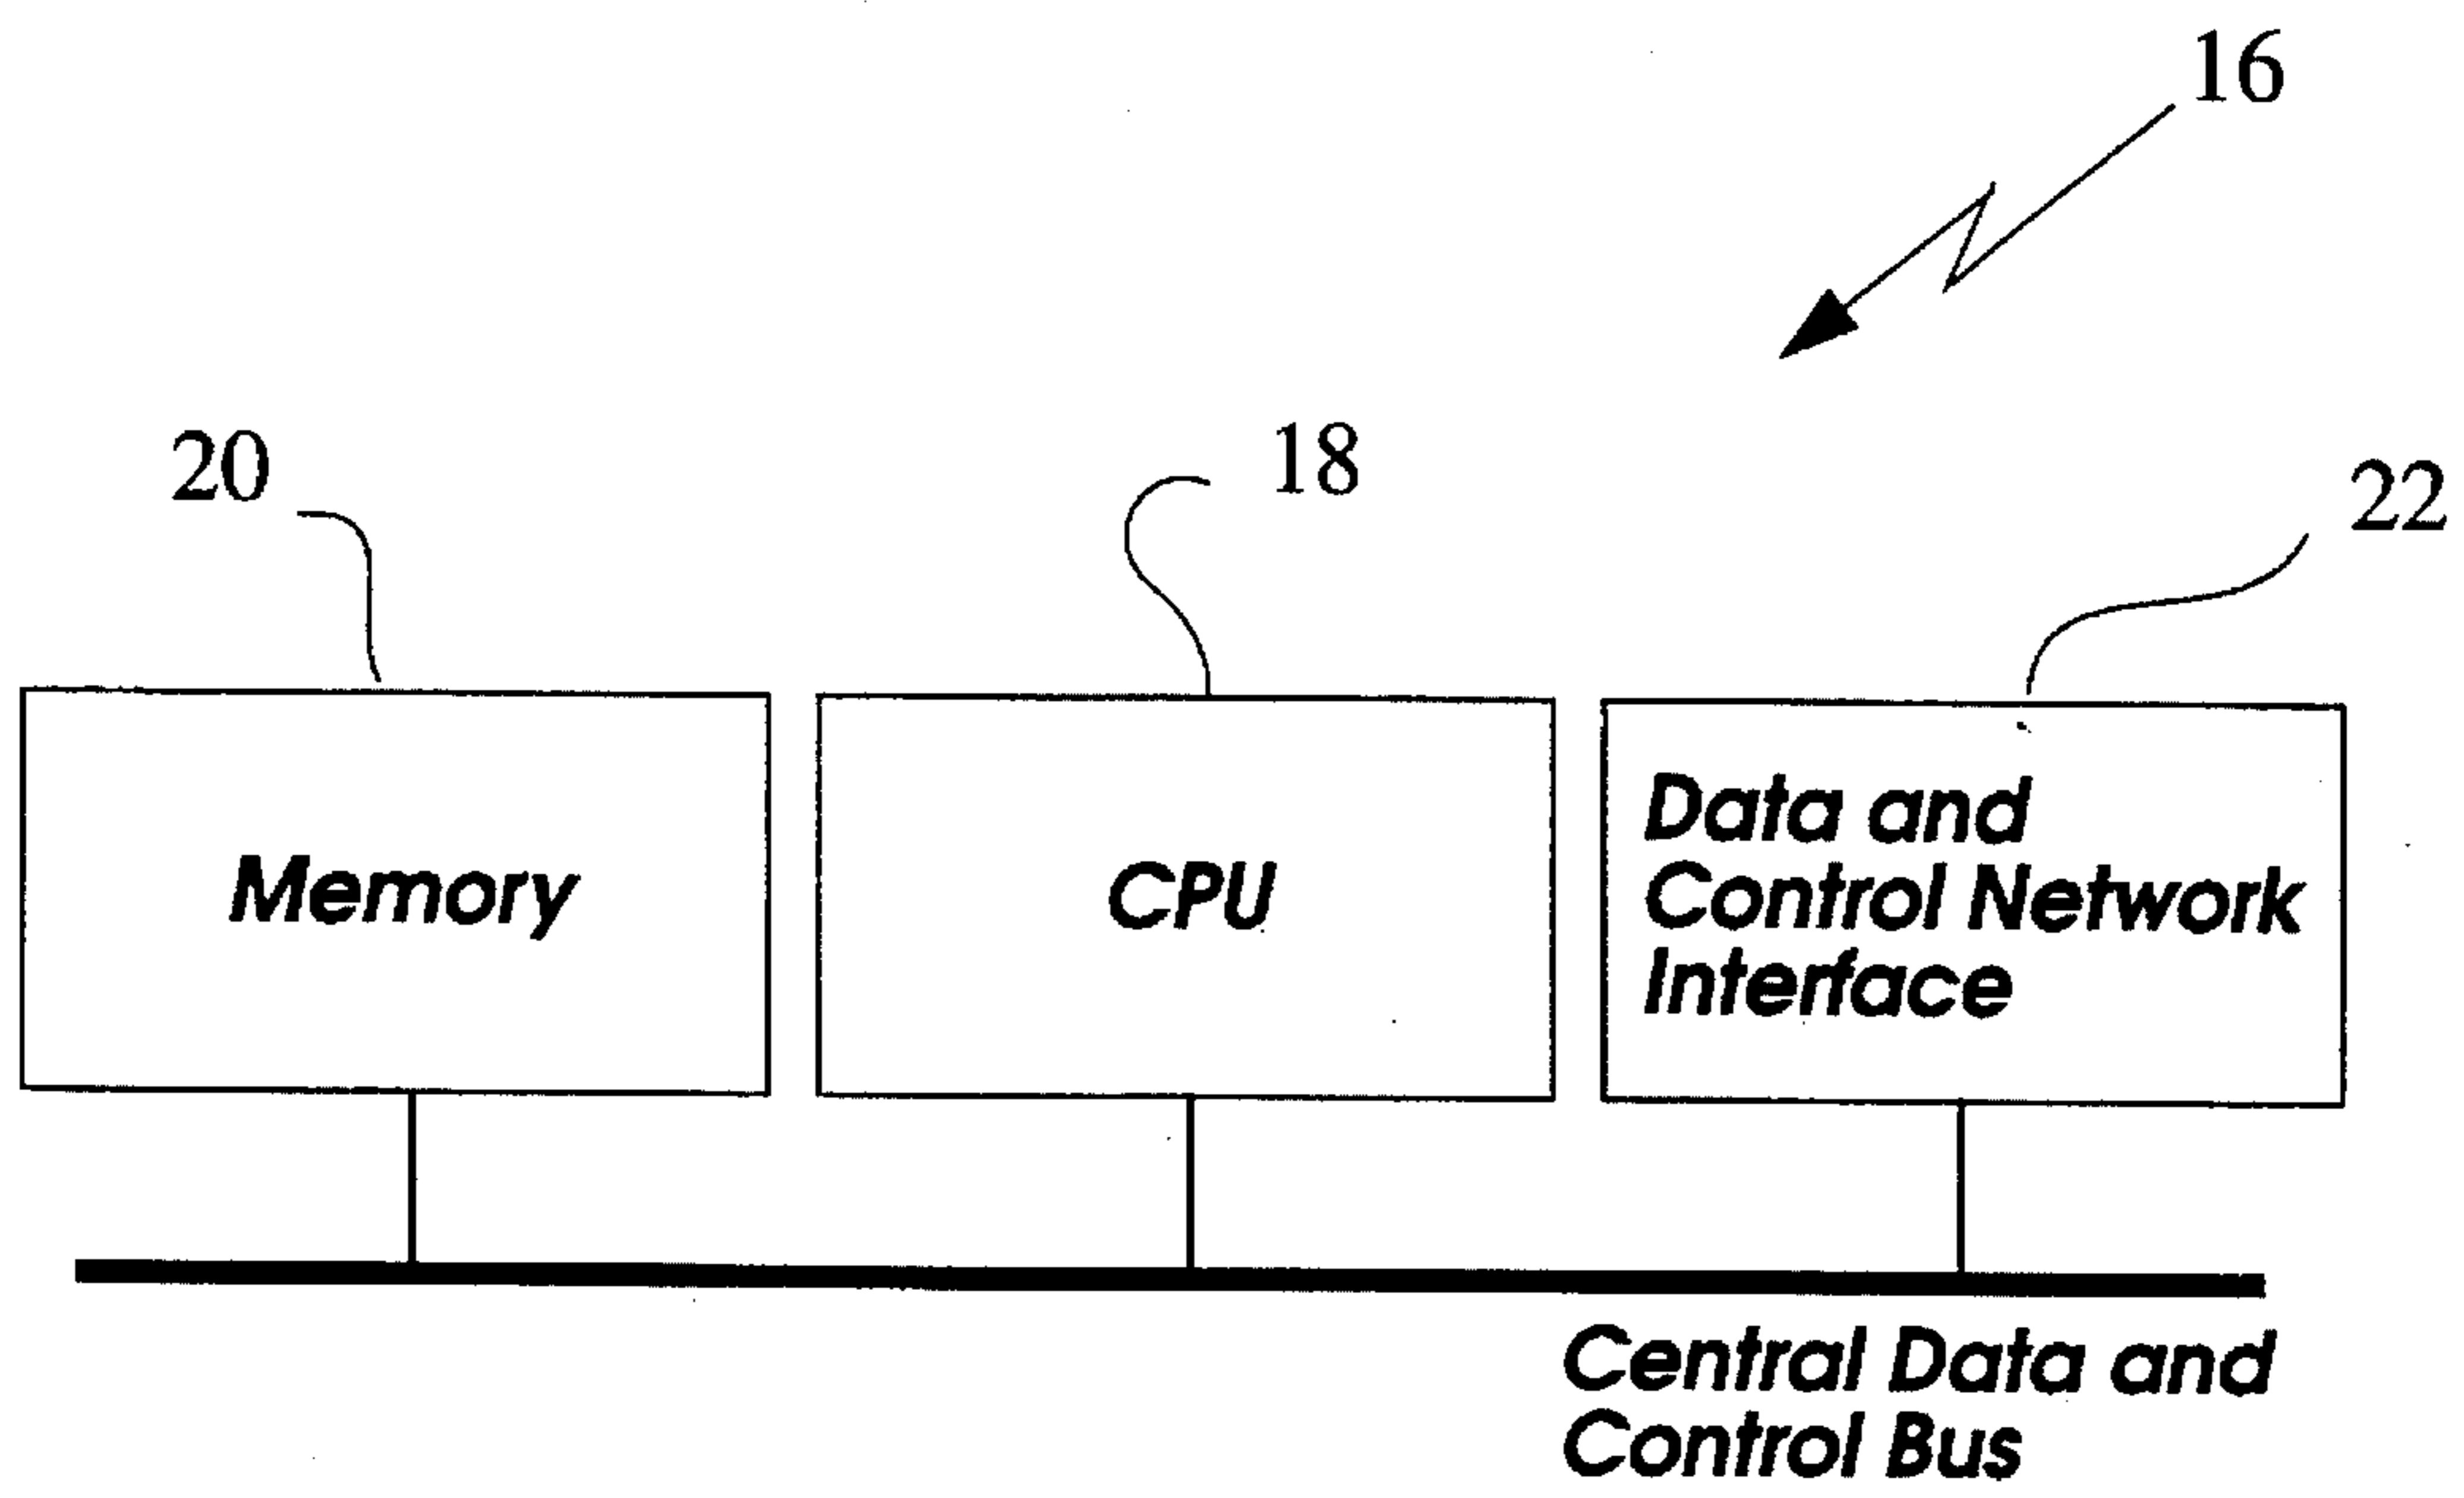 16
20
18
22
Memory
CPU
Data and
Control Network
Interface
Central Data and
Control Bus